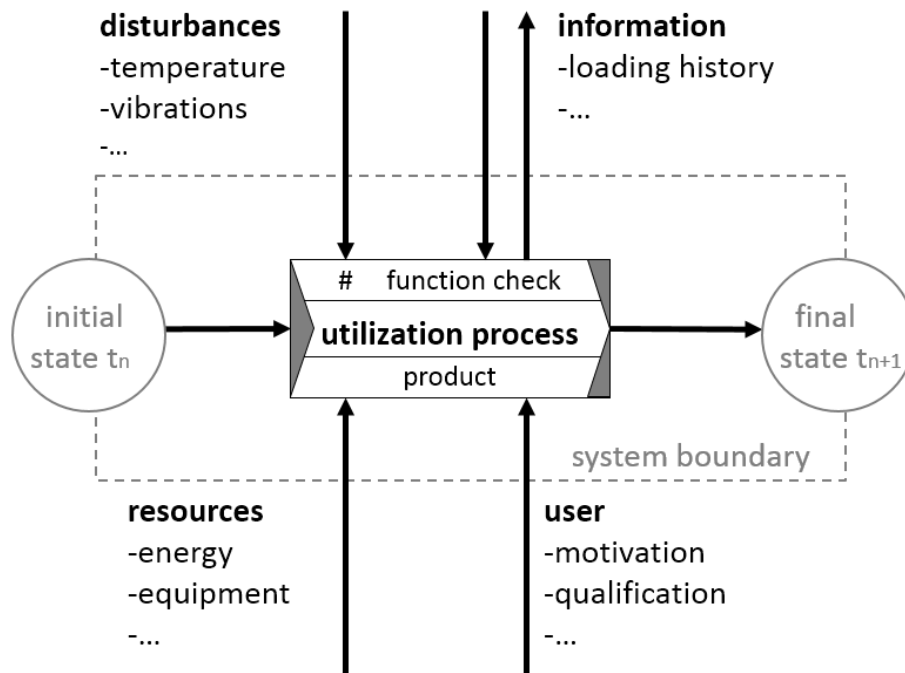 disturbances
-temperature
-vibrations
-...
information
-loading history
-...
initial
state tn
# function check
utilization process
product
final
state tn+1
system boundary
resources
-energy
-equipment
-...
user
-motivation
-qualification
-...